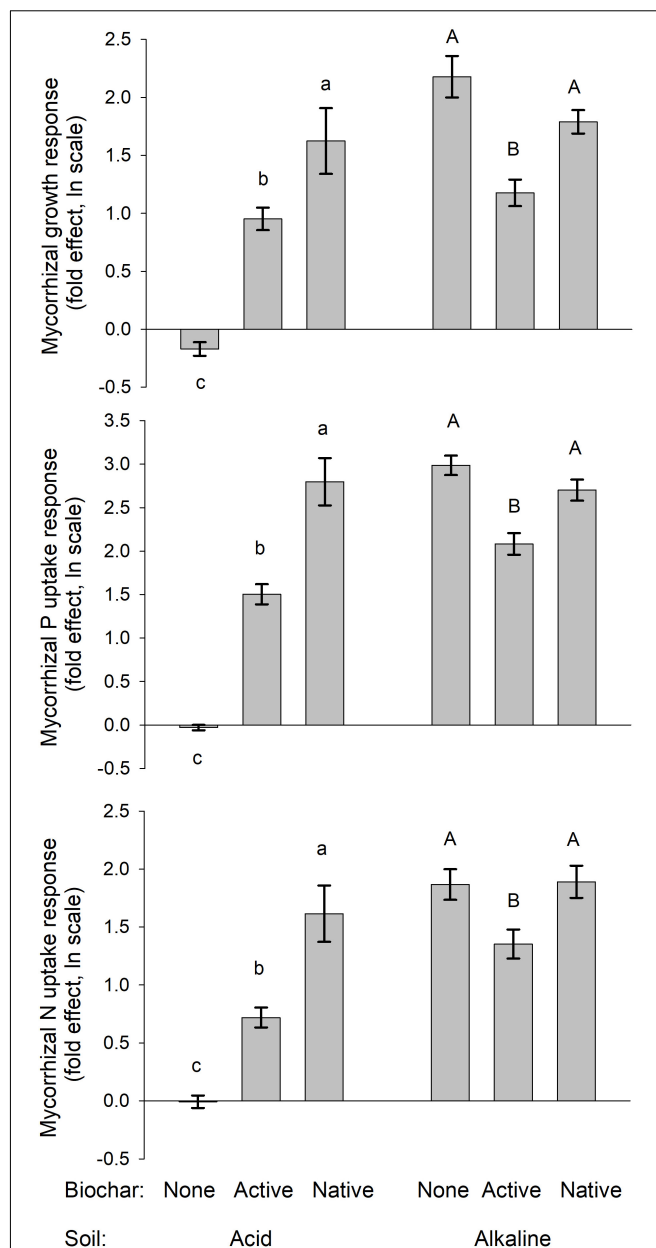 Mycorrhizal growth response
(fold effect, ln scale)
2.5
2.0
1.5
1.0
0.5
0.0
-0.5
c
b
a
A
B
A
Mycorrhizal P uptake response
(fold effect, ln scale)
3.5
3.0
2.5
2.0
1.5
1.0
0.5
0.0
-0.5
c
b
a
A
B
A
Mycorrhizal N uptake response
(fold effect, ln scale)
2.5
2.0
1.5
1.0
0.5
0.0
-0.5
c
b
a
A
B
A
Biochar: None Active Native None Active Native
Soil: Acid Alkaline